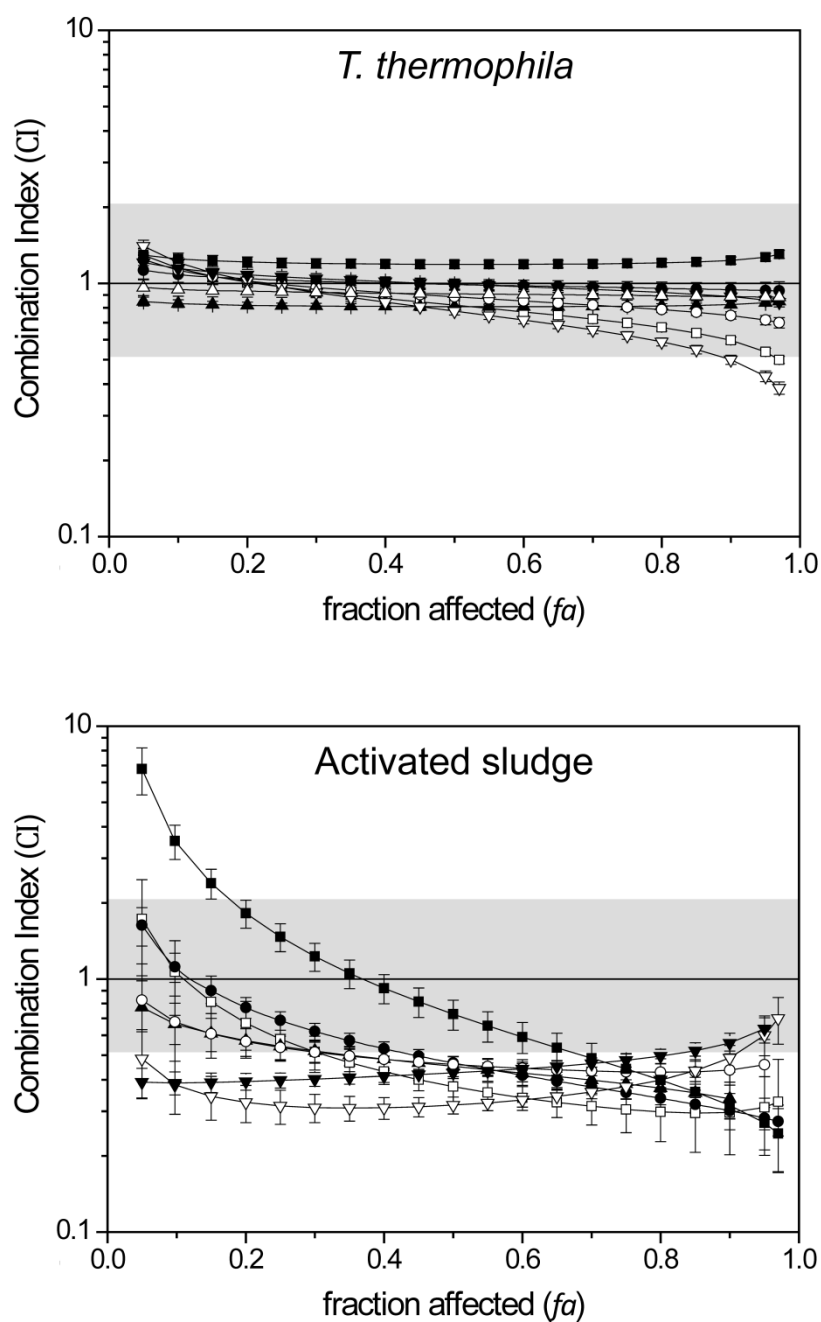 10
T. thermophila
Combination Index (CI)
1
0.1
0.0 0.2 0.4 0.6 0.8 1.0
fraction affected (fa)
10
Activated sludge
Combination Index (CI)
1
0.1
0.0 0.2 0.4 0.6 0.8 1.0
fraction affected (fa)